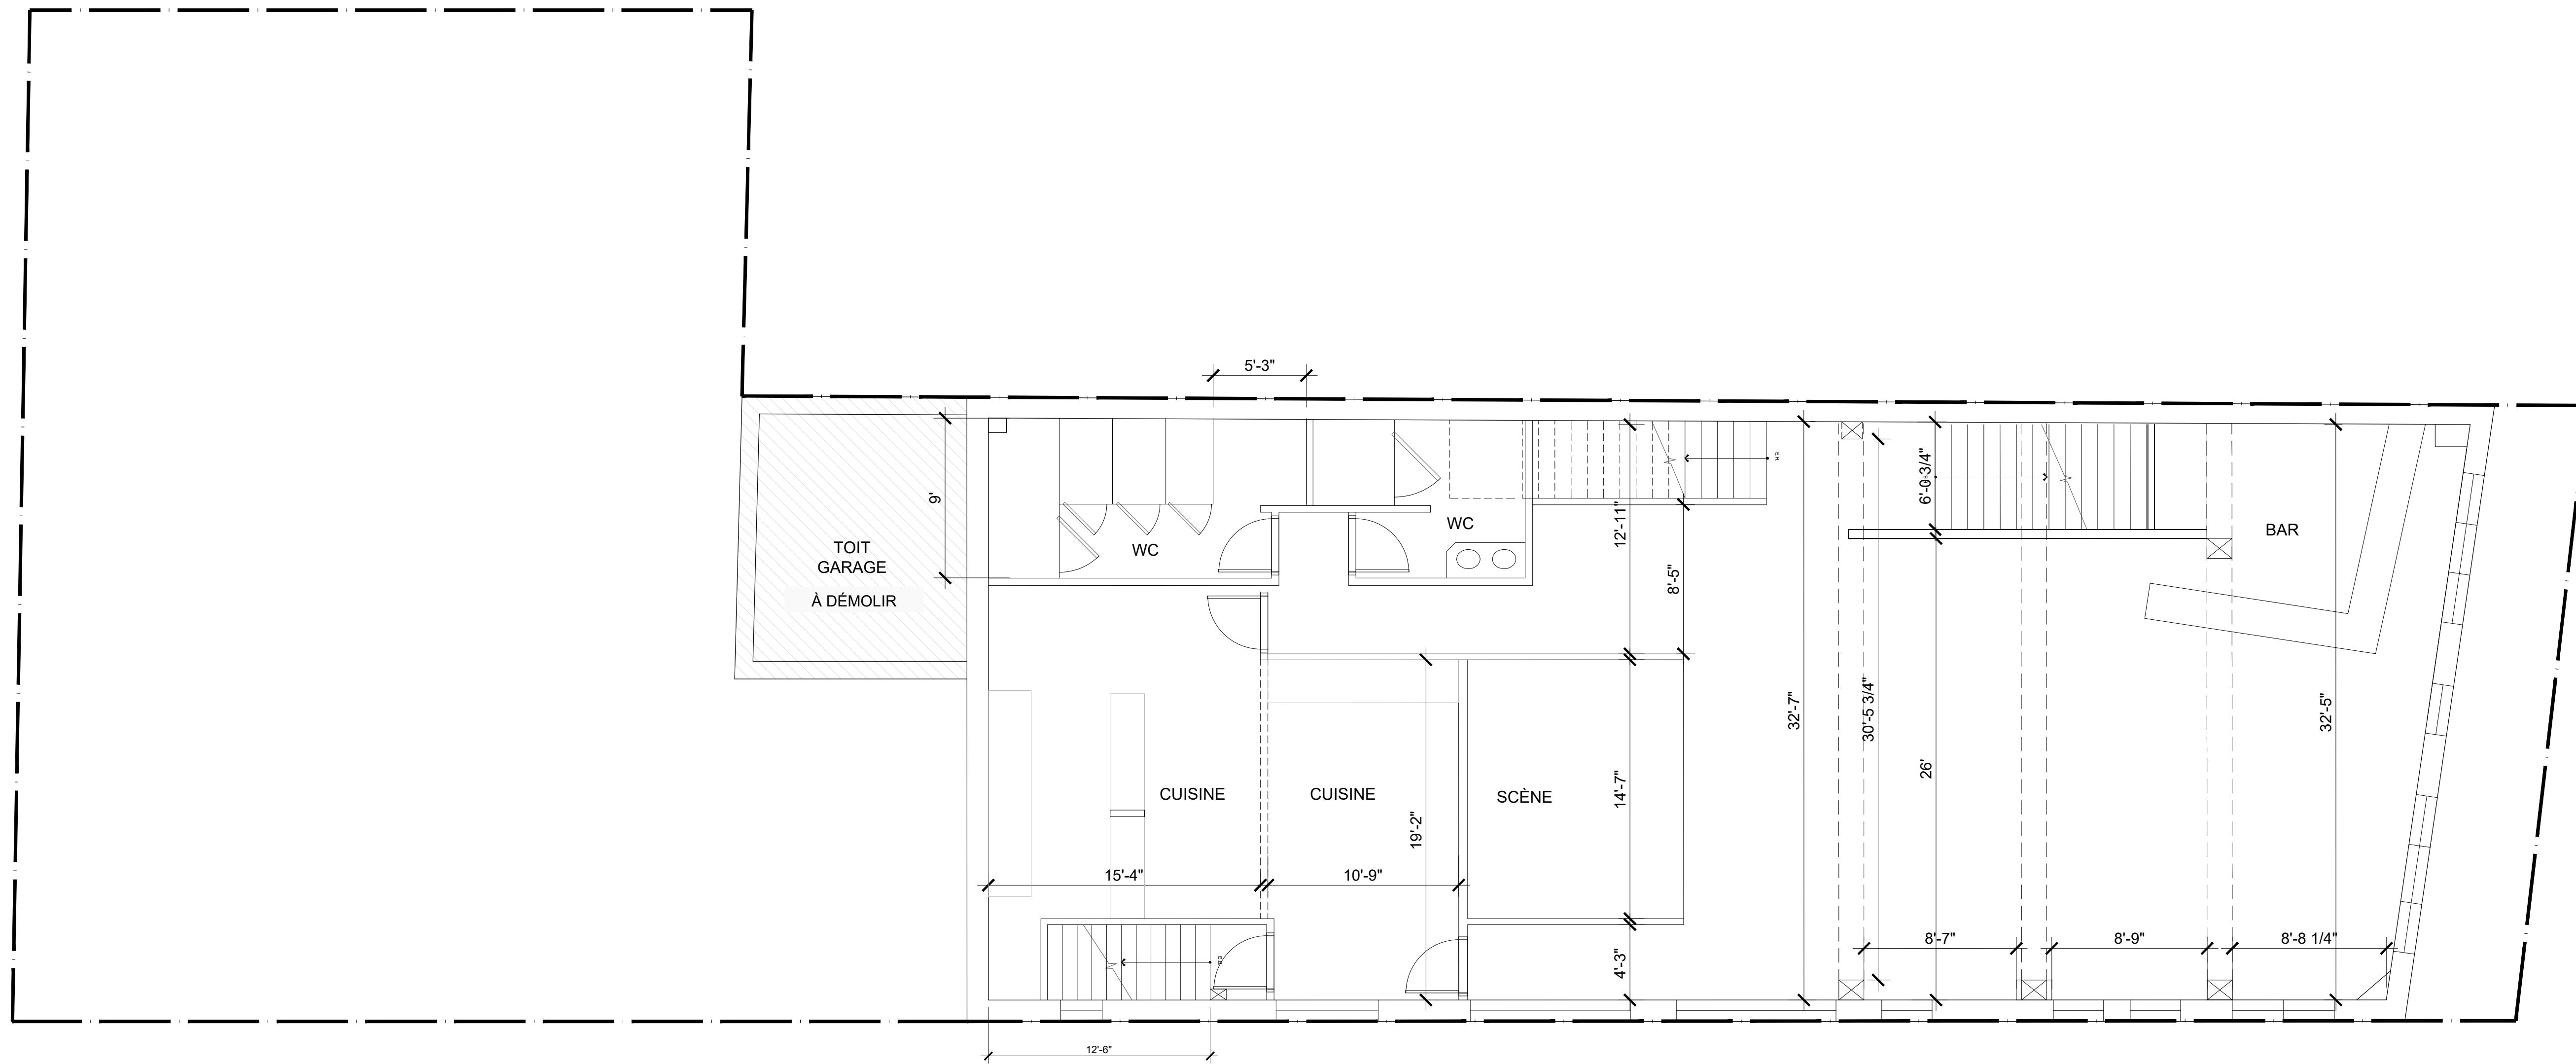 5'-3"
9'
TOIT
GARAGE
À DÉMOLIR
WC
WC
E.H.
12'-11"
8'-5"
6'-0 3/4"
BAR
CUISINE
CUISINE
SCÈNE
19'-2"
14'-7"
32'-7"
30'-5 3/4"
26'
32'-5"
15'-4"
10'-9"
4'-3"
8'-7"
8'-9"
8'-8 1/4"
12'-6"